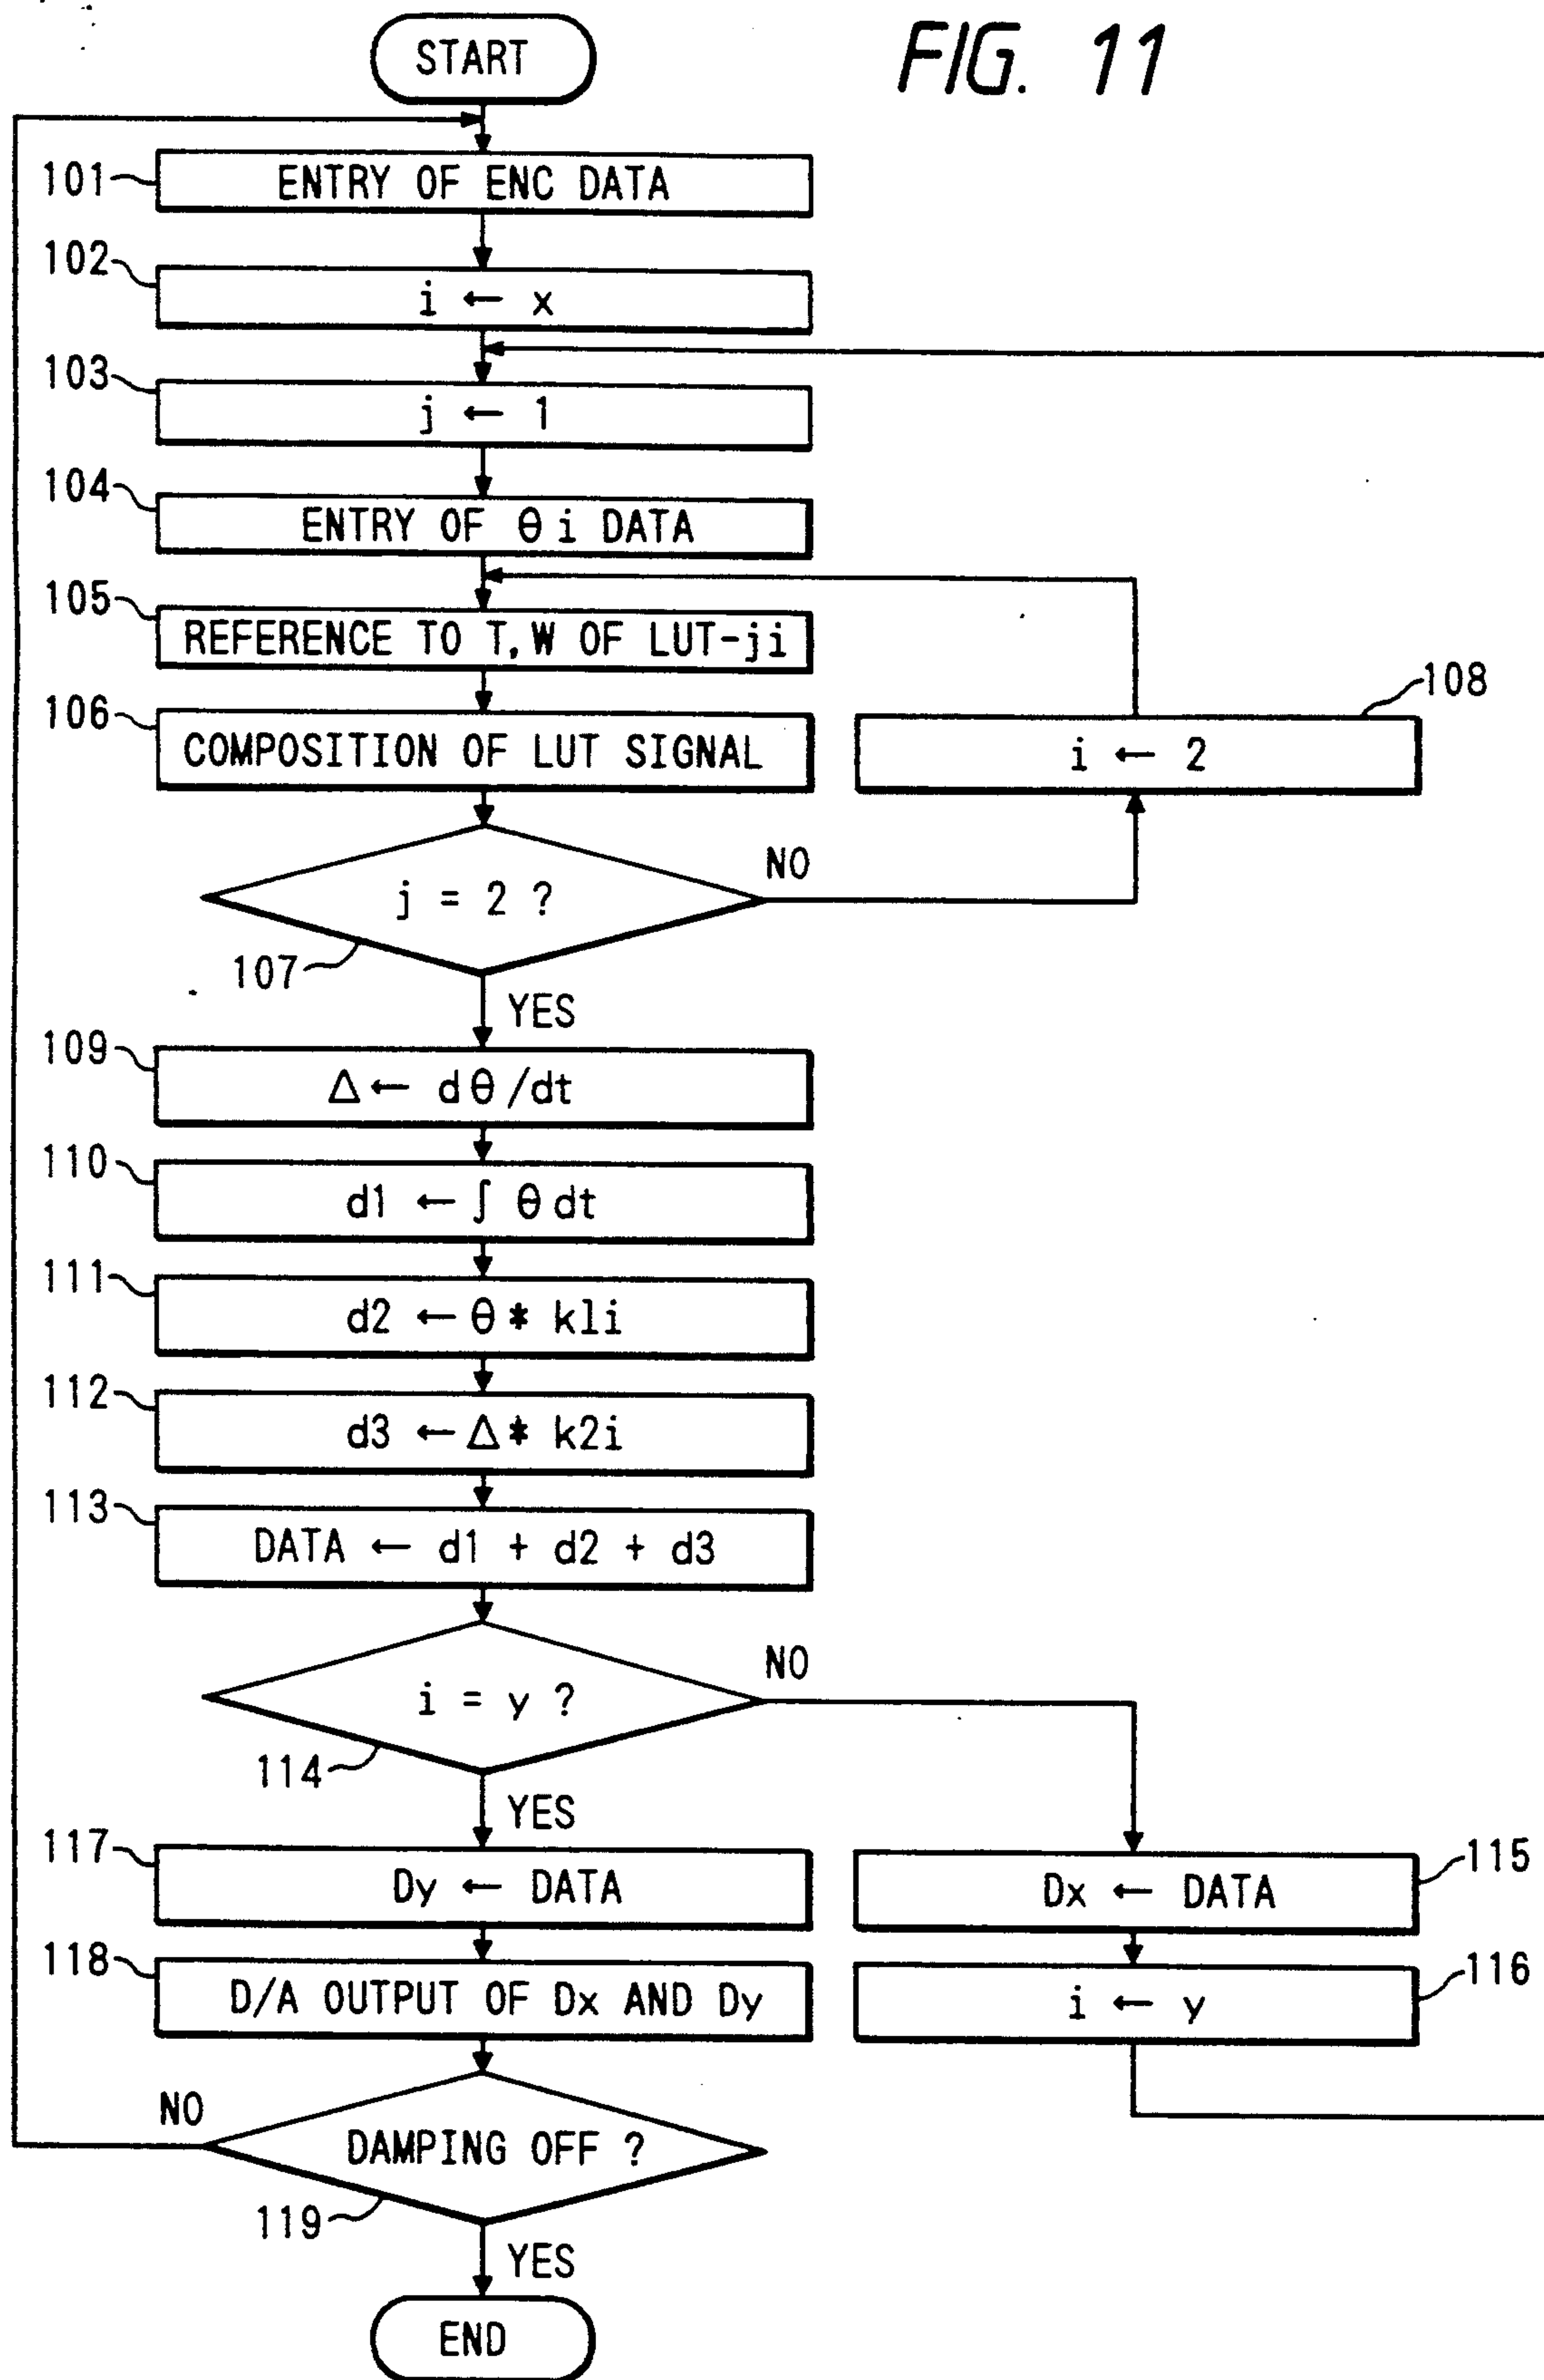 FIG. 11
START
101
ENTRY OF ENC DATA
102
i ← x
103
j ← 1
104
ENTRY OF θi DATA
105
REFERENCE TO T, W OF LUT-ji
106
COMPOSITION OF LUT SIGNAL
108
i ← 2
j = 2 ?
NO
107
YES
109
Δ ← dθ/dt
110
d1 ← ∫ θdt
111
d2 ← θ* k1i
112
d3 ← Δ* k2i
113
DATA ← d1 + d2 + d3
i = y ?
NO
114
YES
117
Dy ← DATA
115
Dx ← DATA
118
D/A OUTPUT OF Dx AND Dy
116
i ← y
NO
DAMPING OFF ?
119
YES
END